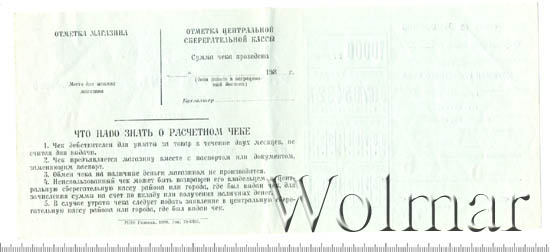 ОТМЕТКА МАГАЗИНА
ОТМЕТКА ЦЕНТРАЛЬНОЙ
СБЕРЕГАТЕЛЬНОЙ КАССЫ
Сумма чека проведена
198 г.
Место для штампа
магазина
Контролер
ЧТО НАДО ЗНАТЬ О РАСЧЕТНОМ ЧЕКЕ
1. Чек действителен для уплаты за товар в течение двух месяцев, не
считая дня выдачи.
2. Чек предъявляется магазину вместе с паспортом или документом,
заменяющим паспорт.
3. Обмен чека на наличные деньги магазином не производится.
4. Неиспользованный чек может быть возвращен его владельцем в центральную
сберегательную кассу района или города, где был выдан чек, для
зачисления суммы на счет по вкладу или получения наличных денег.
5. В случае утраты чека следует подать заявление в центральную сберегательную
кассу района или города, где был выдан чек.
Wolmar